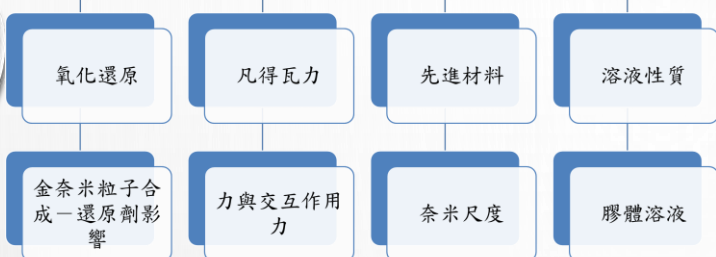 氧化還原
凡得瓦力
先進材料
溶液性質
金奈米粒子合
成－還原劑影
響
力與交互作用
力
奈米尺度
膠體溶液